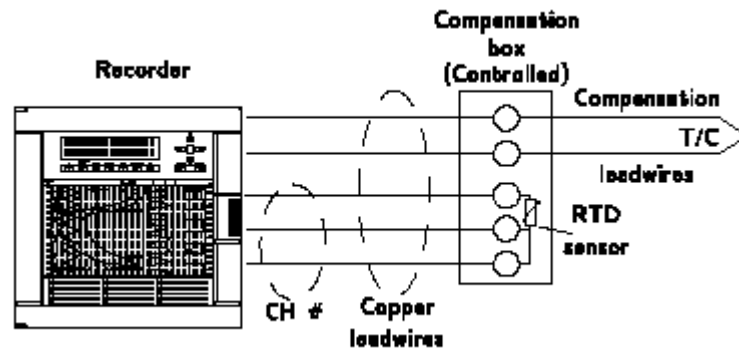 Compensation
box
(Controlled)
Recorder
Compensation
T/C
leadwires
RTD
sensor
CH #
Copper
leadwires